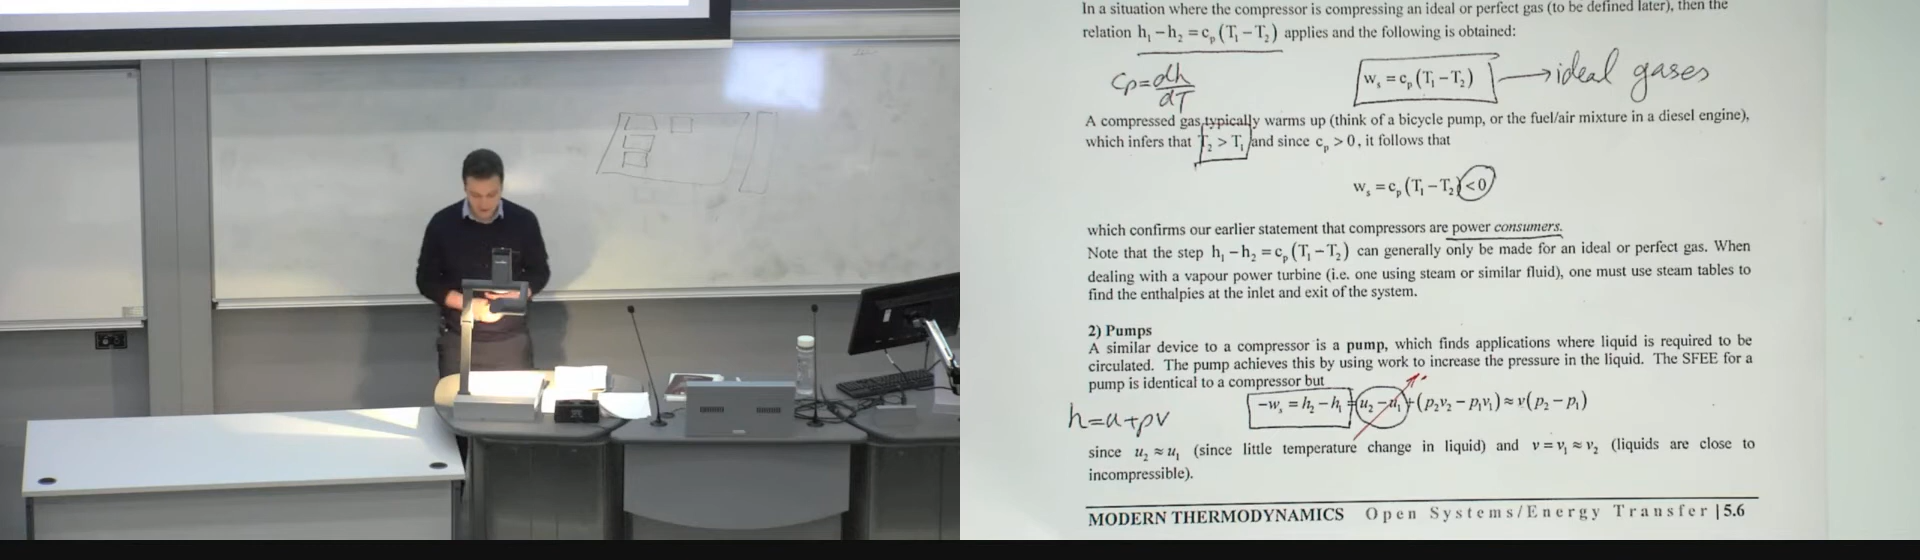 In a situation where the compressor is compressing an ideal or perfect gas (to be defined later), then the
relation h₁ − h₂ = cₚ(T₁ − T₂) applies and the following is obtained:
cp = dh/dT
wₛ = cₚ(T₁ − T₂) → ideal gases
A compressed gas typically warms up (think of a bicycle pump, or the fuel/air mixture in a diesel engine),
which infers that T₂ > T₁ and since cₚ > 0, it follows that
wₛ = cₚ(T₁ − T₂) < 0
which confirms our earlier statement that compressors are power consumers.
Note that the step h₁ − h₂ = cₚ(T₁ − T₂) can generally only be made for an ideal or perfect gas. When
dealing with a vapour power turbine (i.e. one using steam or similar fluid), one must use steam tables to
find the enthalpies at the inlet and exit of the system.
2) Pumps
A similar device to a compressor is a pump, which finds applications where liquid is required to be
circulated. The pump achieves this by using work to increase the pressure in the liquid. The SFEE for a
pump is identical to a compressor but
−wₛ = h₂ − h₁ = (u₂ − u₁) + (p₂v₂ − p₁v₁) ≈ v(p₂ − p₁)
h = u + pv
since u₂ ≈ u₁ (since little temperature change in liquid) and v = v₁ ≈ v₂ (liquids are close to
incompressible).
MODERN THERMODYNAMICS Open Systems/Energy Transfer | 5.6